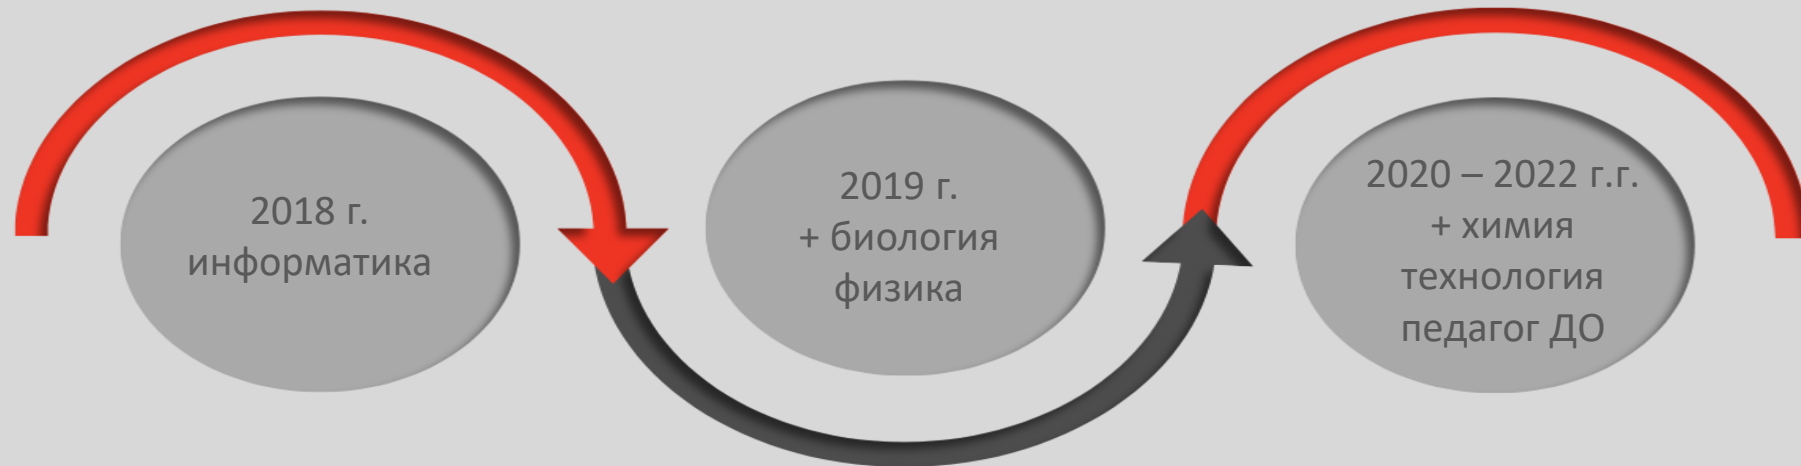 2018 г.
информатика
2019 г.
+ биология
физика
2020 – 2022 г.г.
+ химия
технология
педагог ДО